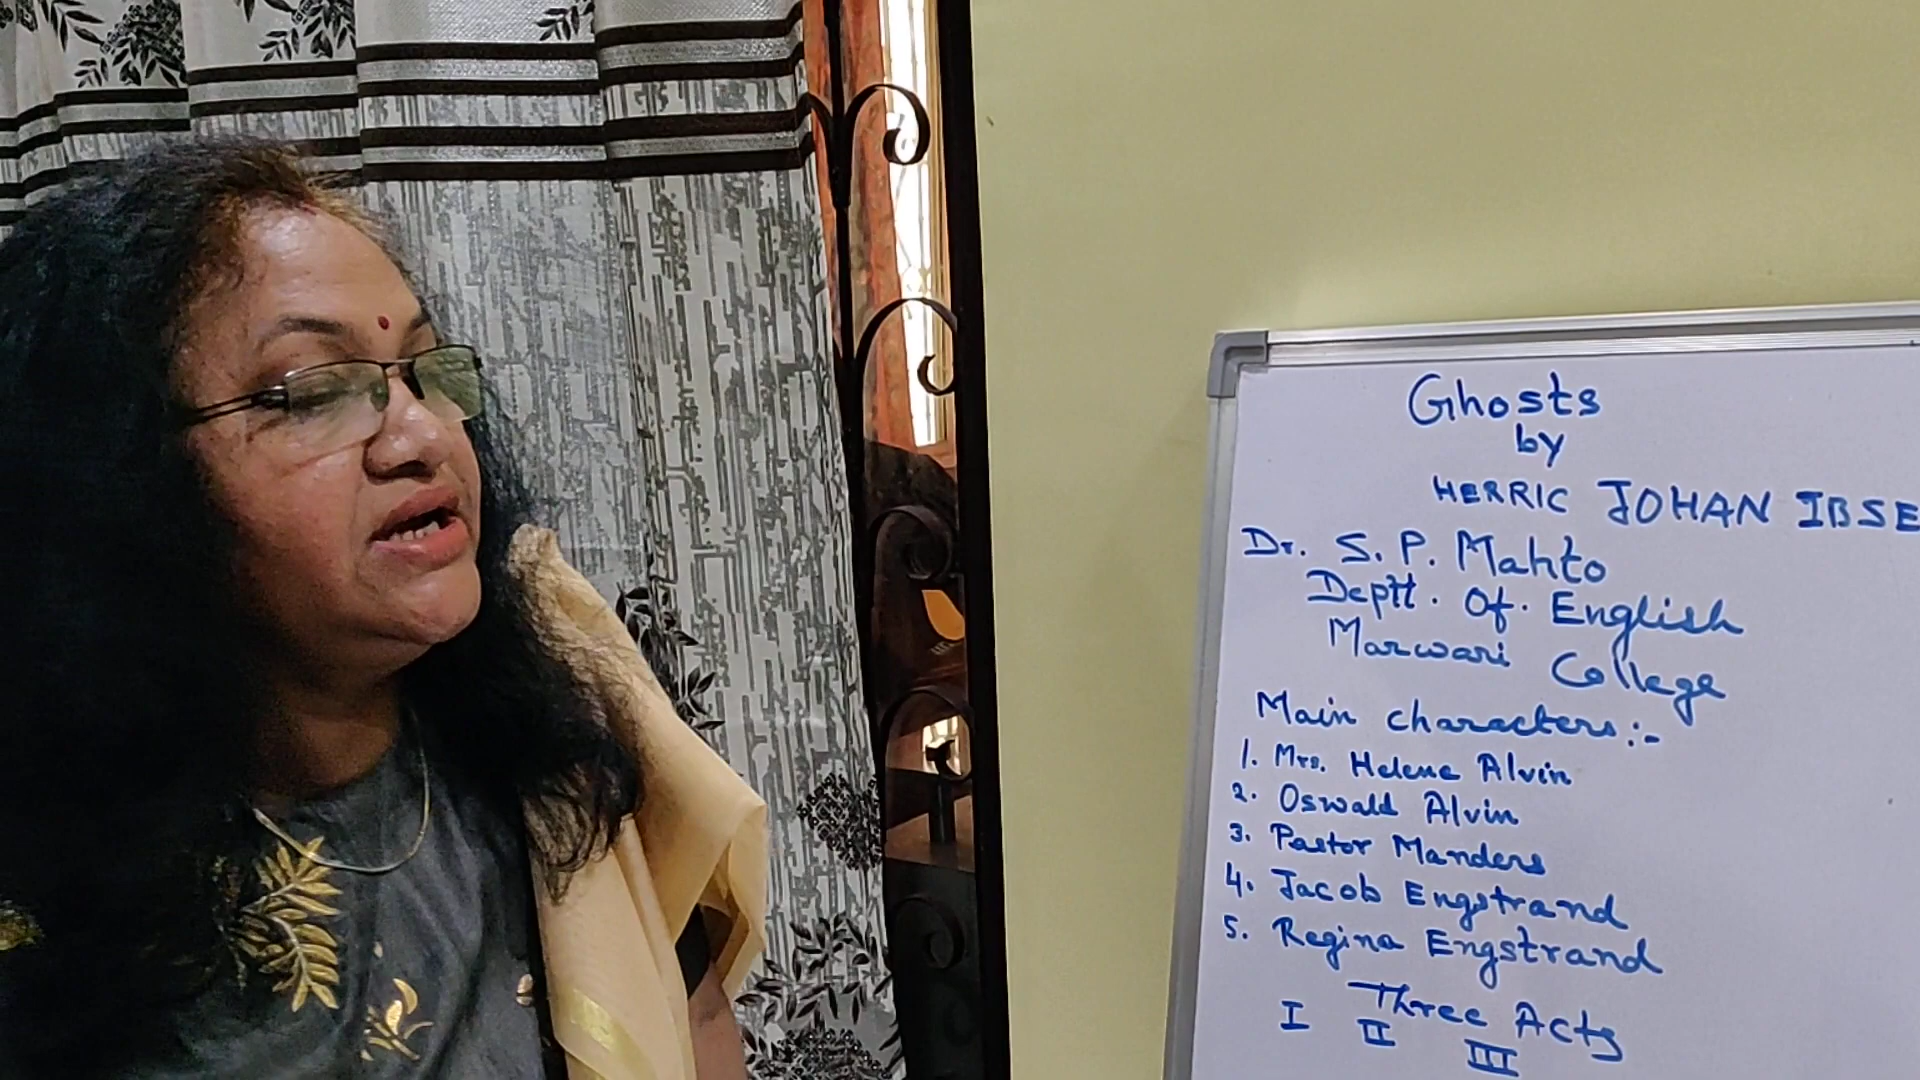 Ghosts
by
HERRIC JOHAN IBSE
Dr. S. P. Mahto
Deptt. Of. English
Marwari College
Main characters:-
1. Mrs. Helene Alvin
2. Oswald Alvin
3. Pastor Manders
4. Jacob Engstrand
5. Regina Engstrand
Three Acts
I II III